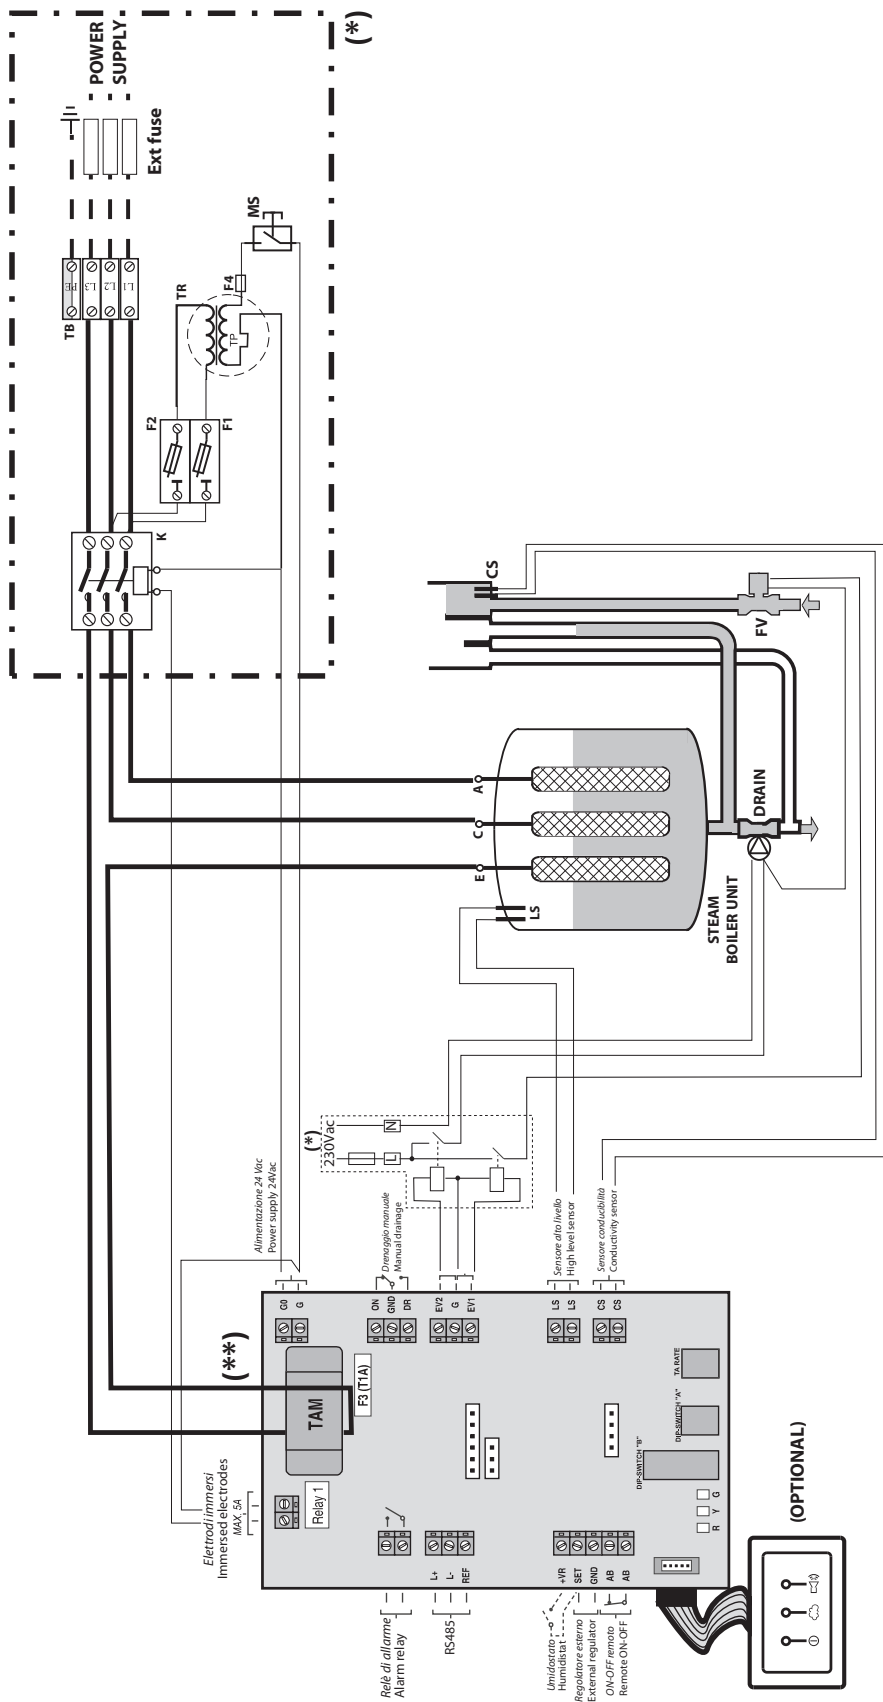 Relè di allarme
Alarm relay
RS485
L+
L-
REF
Umidostato
Humidistat
Regolatore esterno
External regulator
ON-OFF remoto
Remote ON-OFF
+VR
SET
GND
AB
AB
Elettrodi immersi
Immersed electrodes
MAX. 5A
Relay 1
TAM
F3 (T1A)
(**)
DIP-SWITCH "B"
DIP-SWITCH "A"
TA RATE
R
Y
G
(OPTIONAL)
G0
G
ON
GND
DR
EV2
G
EV1
LS
LS
CS
CS
Alimentazione 24 Vac
Power supply 24Vac
Drenaggio manuale
Manual drainage
(*)
230Vac
L
N
Sensore alto livello
High level sensor
Sensore conducibilità
Conductivity sensor
E
C
A
LS
STEAM
BOILER UNIT
DRAIN
FV
CS
K
F2
F1
TR
TP
F4
MS
TB
PE
L3
L2
L1
Ext fuse
POWER
SUPPLY
(*)